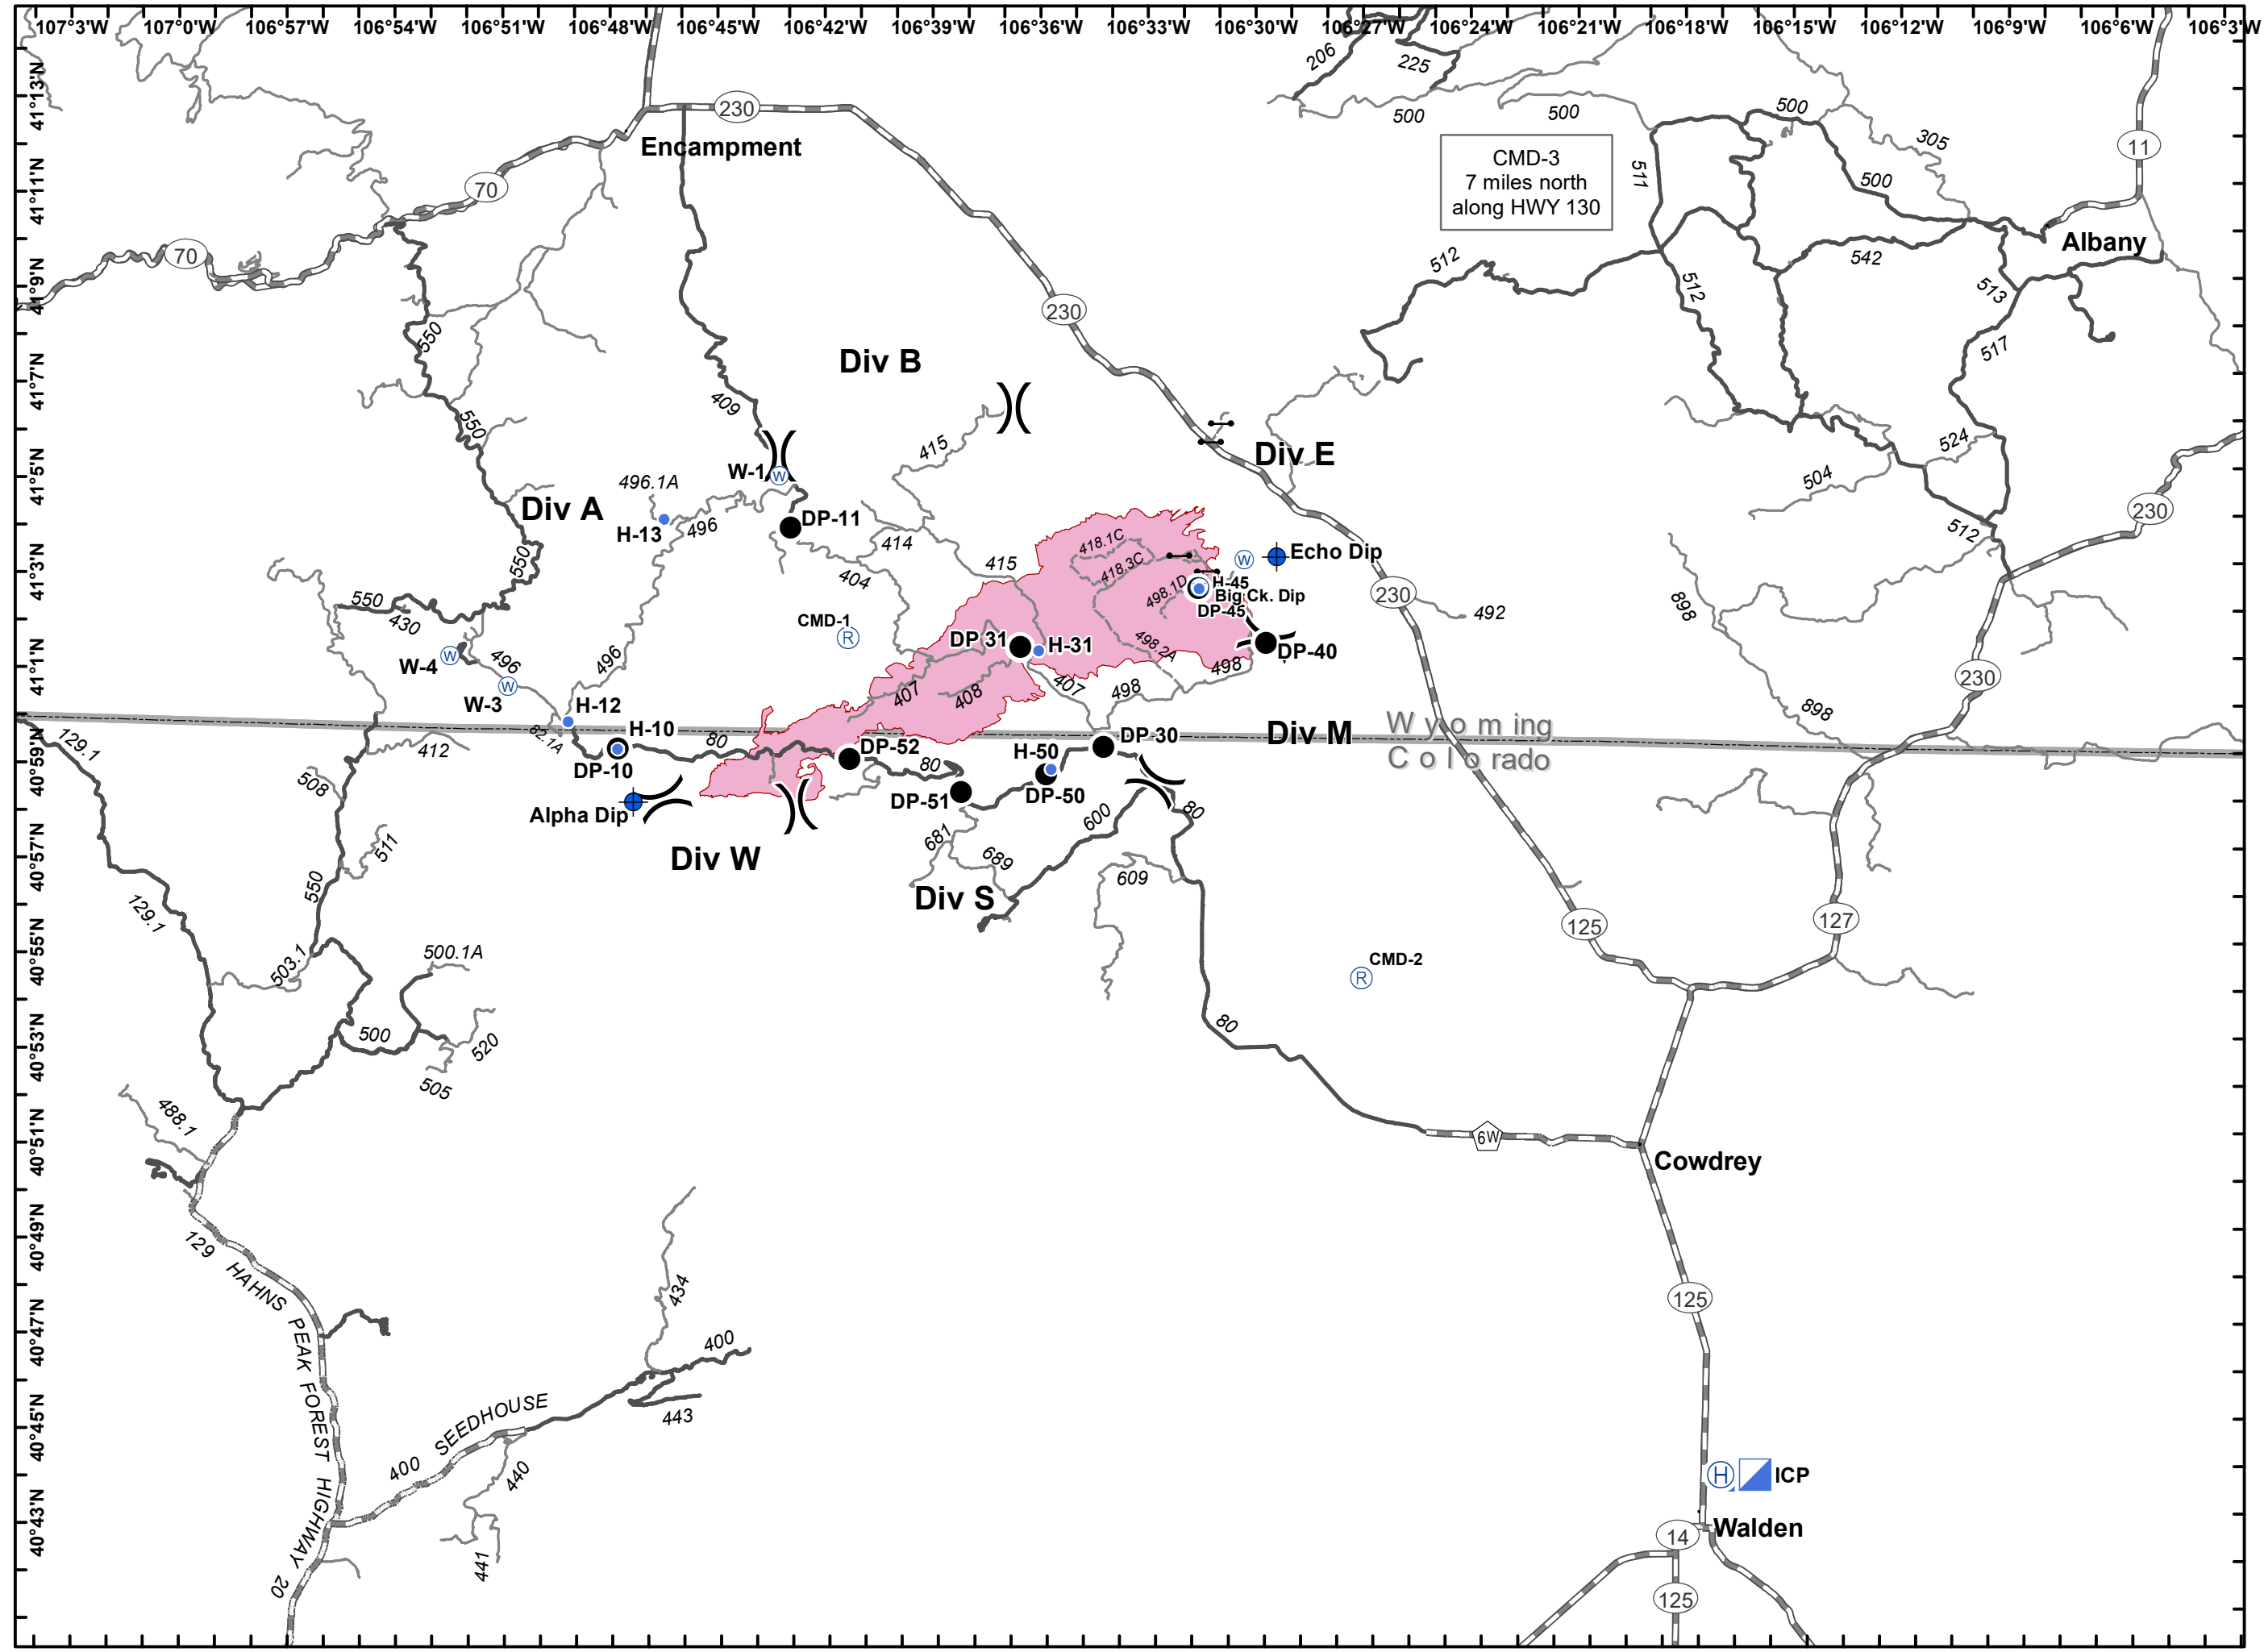 107°3'W 107°0'W 106°57'W 106°54'W 106°51'W 106°48'W 106°45'W 106°42'W 106°39'W 106°36'W 106°33'W 106°30'W 106°27'W 106°24'W 106°21'W 106°18'W 106°15'W 106°12'W 106°9'W 106°6'W 106°3'W
41°13'N
41°11'N
41°9'N
41°7'N
41°5'N
41°3'N
41°1'N
40°59'N
40°57'N
40°55'N
40°53'N
40°51'N
40°49'N
40°47'N
40°45'N
40°43'N
206
225
230
500
500
500
305
11
Encampment
CMD-3
7 miles north
along HWY 130
511
500
70
70
Albany
512
542
512
513
230
550
517
Div B
409
550
415
Div E
524
504
W-1
W
496.1A
Div A
H-13
496
DP-11
414
512
230
550
404
415
418.1C
418.3C
W
Echo Dip
498.1D
H-45
Big Ck. Dip
DP-45
230
492
898
550
430
CMD-1
R
DP 31
H-31
498.2A
DP-40
498
W-4
W
496
496
W-3
W
407
408
407
498
230
H-12
82.1A
H-10
80
DP-10
DP-52
80
H-50
DP-30
Div M
Wyoming
Colorado
898
129.1
412
508
Alpha Dip
DP-51
DP-50
80
600
681
689
511
Div W
Div S
609
550
129.1
125
127
503.1
500.1A
CMD-2
R
500
520
505
80
488.1
6W
Cowdrey
129
HAHNS PEAK FOREST HIGHWAY
434
125
400
443
SEEDHOUSE
400
440
441
20
H
ICP
Walden
14
125